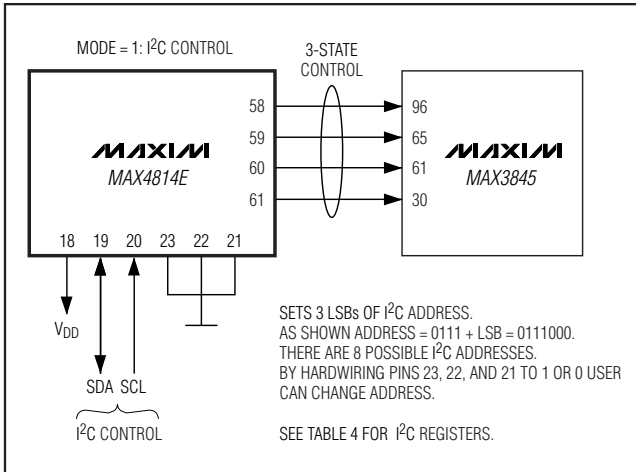 MODE = 1: I²C CONTROL
3-STATE
CONTROL
58 96
59 65
60 61
61 30
MAXIM
MAX4814E
MAXIM
MAX3845
18 19 20 23 22 21
VDD
SDA SCL
I²C CONTROL
SETS 3 LSBs OF I²C ADDRESS.
AS SHOWN ADDRESS = 0111 + LSB = 0111000.
THERE ARE 8 POSSIBLE I²C ADDRESSES.
BY HARDWIRING PINS 23, 22, AND 21 TO 1 OR 0 USER
CAN CHANGE ADDRESS.
SEE TABLE 4 FOR I²C REGISTERS.